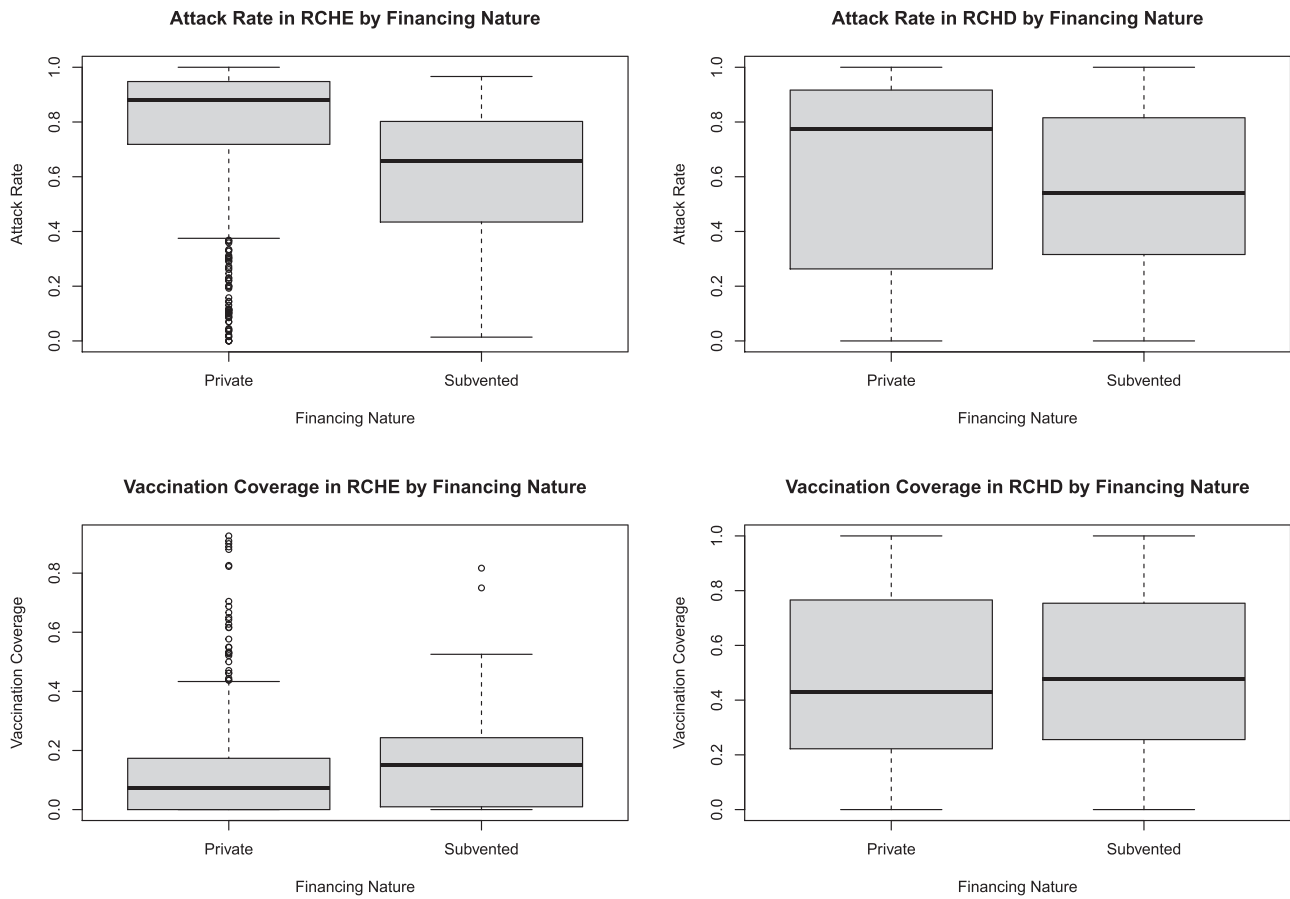 Attack Rate in RCHE by Financing Nature
Attack Rate
1.0
0.8
0.6
0.4
0.2
0.0
Private Subvented
Financing Nature
Attack Rate in RCHD by Financing Nature
Attack Rate
1.0
0.8
0.6
0.4
0.2
0.0
Private Subvented
Financing Nature
Vaccination Coverage in RCHE by Financing Nature
Vaccination Coverage
0.8
0.6
0.4
0.2
0.0
Private Subvented
Financing Nature
Vaccination Coverage in RCHD by Financing Nature
Vaccination Coverage
1.0
0.8
0.6
0.4
0.2
0.0
Private Subvented
Financing Nature